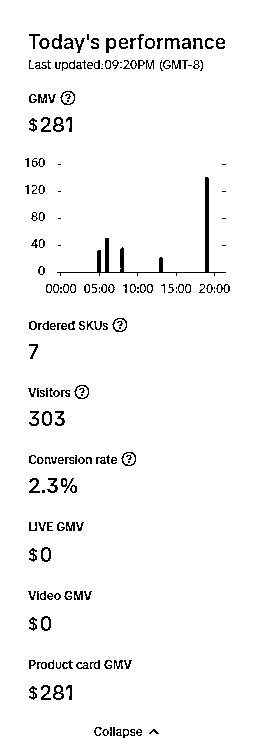 Today's performance
Last updated:09:20PM (GMT-8)
GMV ?
$281
160
120
80
40
0
00:00 05:00 10:00 15:00 20:00
Ordered SKUs ?
7
Visitors ?
303
Conversion rate ?
2.3%
LIVE GMV
$0
Video GMV
$0
Product card GMV
$281
Collapse